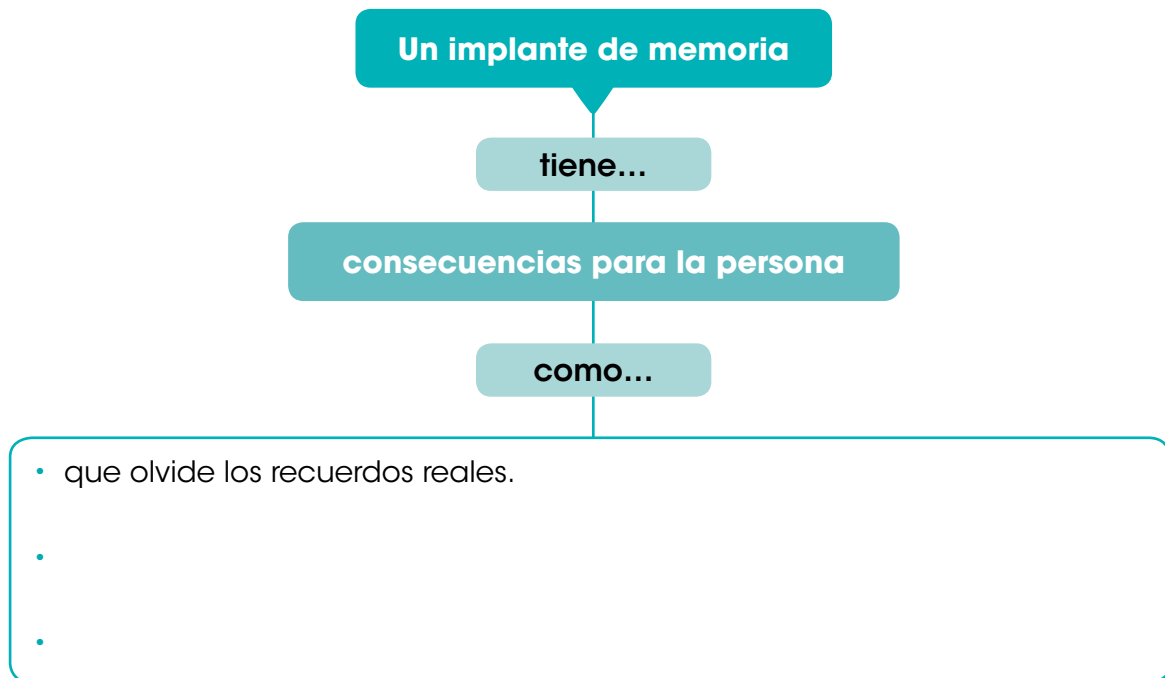 Un implante de memoria
tiene...
consecuencias para la persona
como...
• que olvide los recuerdos reales.
•
•